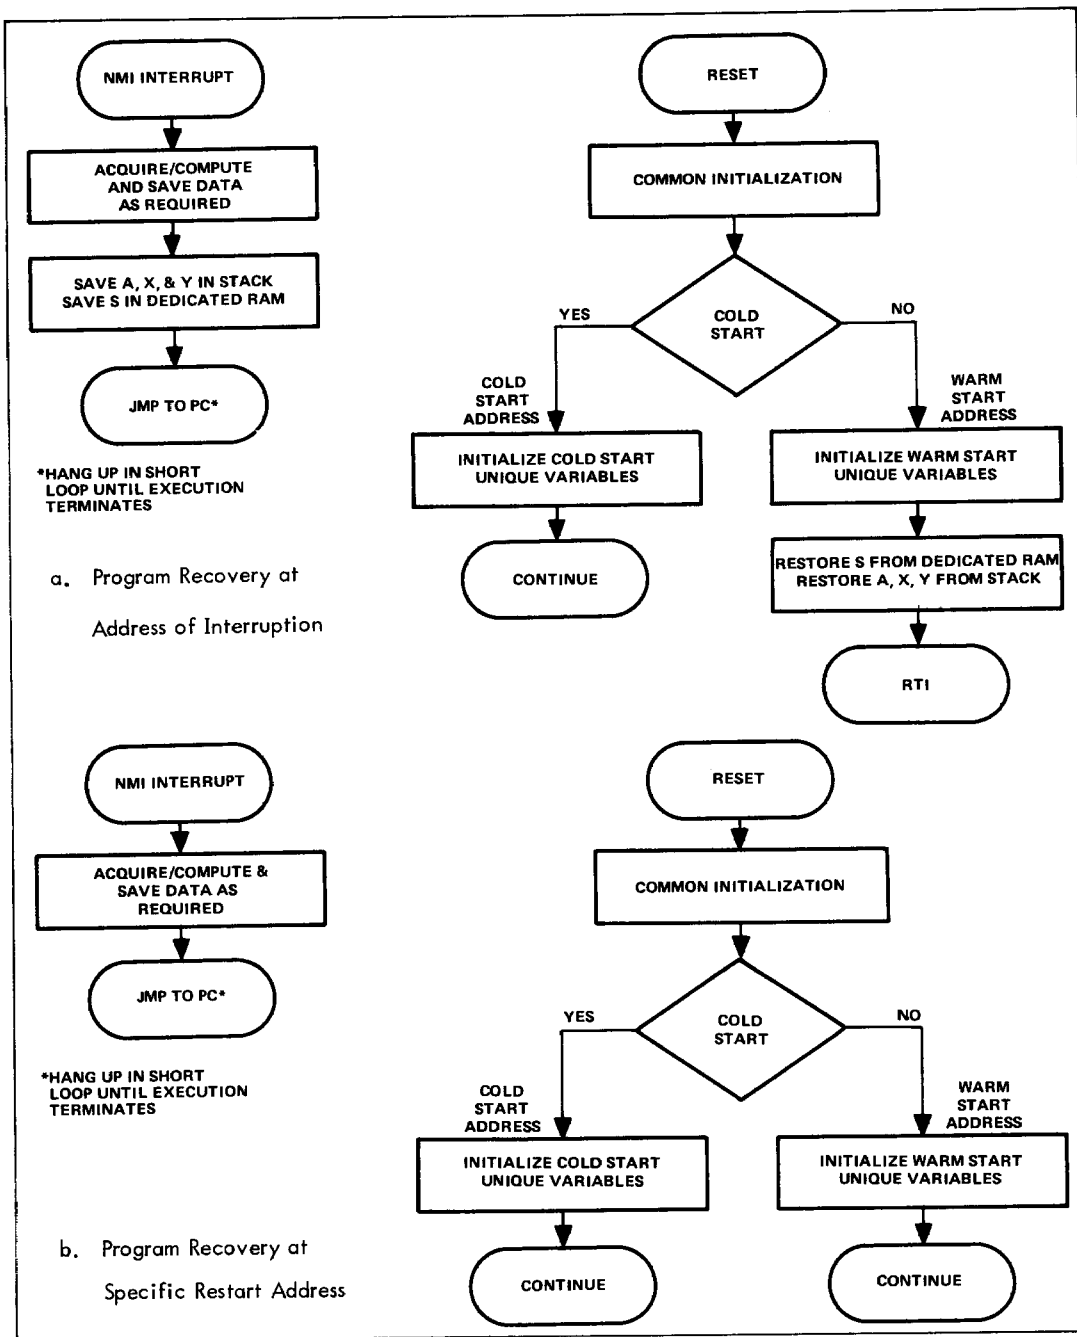 NMI INTERRUPT
ACQUIRE/COMPUTE
AND SAVE DATA
AS REQUIRED
SAVE A, X, & Y IN STACK
SAVE S IN DEDICATED RAM
JMP TO PC*
*HANG UP IN SHORT
LOOP UNTIL EXECUTION
TERMINATES
a. Program Recovery at
Address of Interruption
RESET
COMMON INITIALIZATION
COLD
START
YES
NO
COLD
START
ADDRESS
WARM
START
ADDRESS
INITIALIZE COLD START
UNIQUE VARIABLES
INITIALIZE WARM START
UNIQUE VARIABLES
CONTINUE
RESTORE S FROM DEDICATED RAM
RESTORE A, X, Y FROM STACK
RTI
NMI INTERRUPT
ACQUIRE/COMPUTE &
SAVE DATA AS
REQUIRED
JMP TO PC*
*HANG UP IN SHORT
LOOP UNTIL EXECUTION
TERMINATES
b. Program Recovery at
Specific Restart Address
RESET
COMMON INITIALIZATION
COLD
START
YES
NO
COLD
START
ADDRESS
WARM
START
ADDRESS
INITIALIZE COLD START
UNIQUE VARIABLES
INITIALIZE WARM START
UNIQUE VARIABLES
CONTINUE
CONTINUE